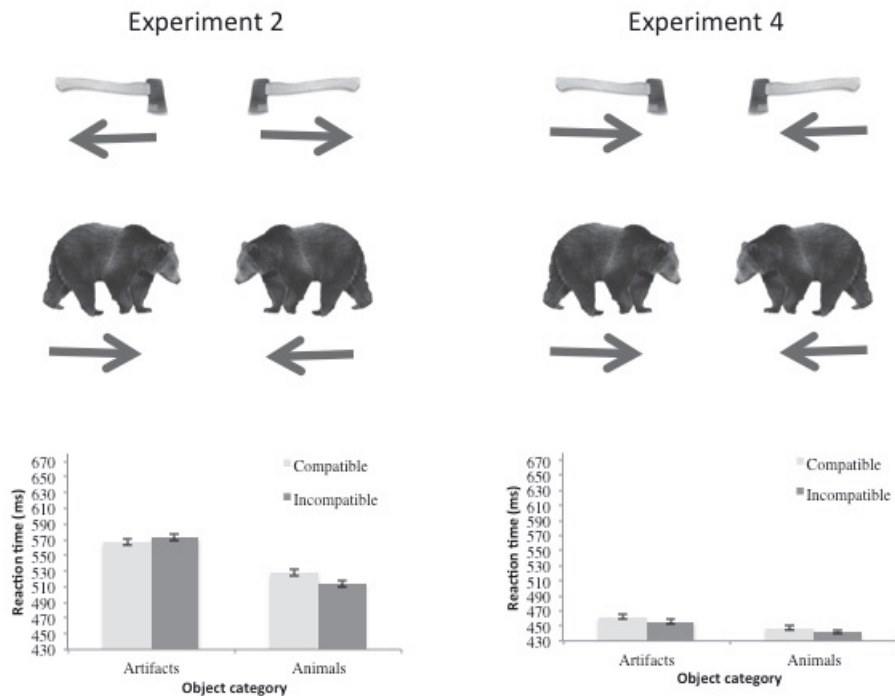 Experiment 2
Experiment 4
670
650
630
610
590
570
550
530
510
490
470
450
430
Reaction time (ms)
Compatible
Incompatible
Artifacts
Animals
Object category
670
650
630
610
590
570
550
530
510
490
470
450
430
Reaction time (ms)
Compatible
Incompatible
Artifacts
Animals
Object category